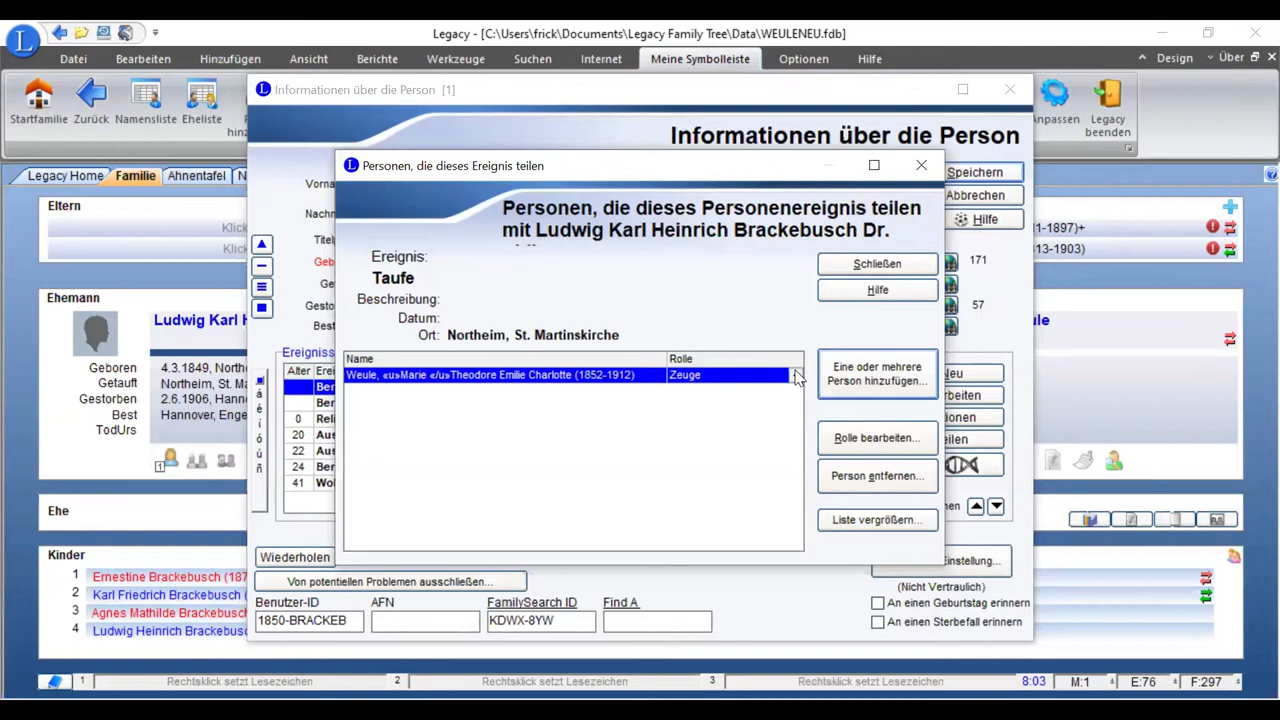 Legacy - [C:\Users\frick\Documents\Legacy Family Tree\Data\WEULENEU.fdb]
Datei Bearbeiten Hinzufügen Ansicht Berichte Werkzeuge Suchen Internet Meine Symbolleiste Optionen Hilfe Design Über
Startfamilie Zurück Namensliste Eheliste Anpassen Legacy beenden
Informationen über die Person [1]
Informationen über die Person
Legacy Home Familie Ahnentafel
Speichern
Abbrechen
Hilfe
Personen, die dieses Ereignis teilen
Personen, die dieses Personenereignis teilen
mit Ludwig Karl Heinrich Brackebusch Dr.
Ereignis:
Taufe
Beschreibung:
Datum:
Ort: Northeim, St. Martinskirche
Schließen
Hilfe
Name Rolle
Weule, «u»Marie «/u»Theodore Emilie Charlotte (1852-1912) Zeuge
Eine oder mehrere
Person hinzufügen...
Rolle bearbeiten...
Person entfernen...
Liste vergrößern...
Eltern
171
57
Ehemann
Ludwig Karl H
4.3.1849, Northei
Getauft Northeim, St. M
Gestorben 2.6.1906, Hannov
Best Hannover, Enge
TodUrs
Alter
0
20
22
24
41
Ehe
Kinder
1 Ernestine Brackebusch (187
2 Karl Friedrich Brackebusch (
3 Agnes Mathilde Brackebusch
4 Ludwig Heinrich Brackebusch
Wiederholen
Von potentiellen Problemen ausschließen...
(Nicht Vertraulich)
Benutzer-ID AFN FamilySearch ID Find A.
1850-BRACKEB KDWX-8YW
An einen Geburtstag erinnern
An einen Sterbefall erinnern
1 Rechtsklick setzt Lesezeichen 2 Rechtsklick setzt Lesezeichen 3 Rechtsklick setzt Lesezeichen 8:03 M:1 E:76 F:297